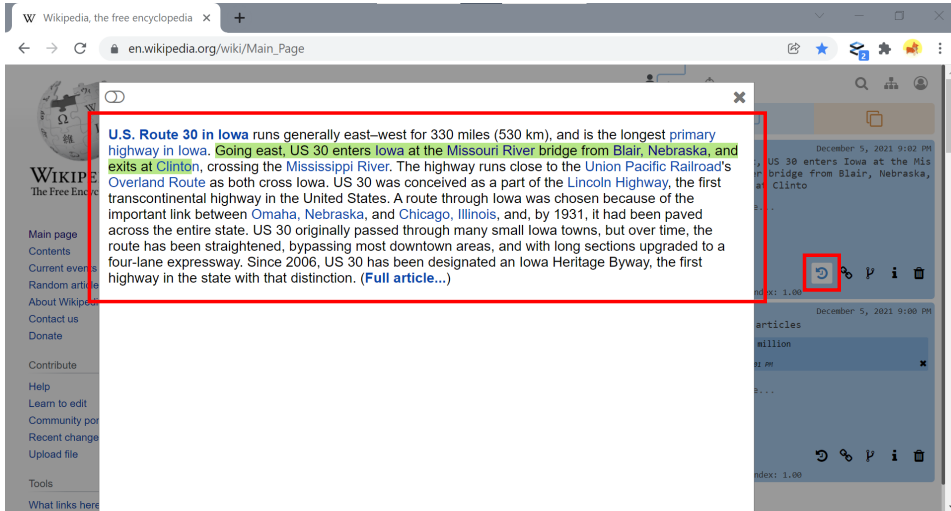 Wikipedia, the free encyclopedia
en.wikipedia.org/wiki/Main_Page
2
U.S. Route 30 in Iowa runs generally east–west for 330 miles (530 km), and is the longest primary
highway in Iowa. Going east, US 30 enters Iowa at the Missouri River bridge from Blair, Nebraska, and
exits at Clinton, crossing the Mississippi River. The highway runs close to the Union Pacific Railroad's
Overland Route as both cross Iowa. US 30 was conceived as a part of the Lincoln Highway, the first
transcontinental highway in the United States. A route through Iowa was chosen because of the
important link between Omaha, Nebraska, and Chicago, Illinois, and, by 1931, it had been paved
across the entire state. US 30 originally passed through many small Iowa towns, but over time, the
route has been straightened, bypassing most downtown areas, and with long sections upgraded to a
four-lane expressway. Since 2006, US 30 has been designated an Iowa Heritage Byway, the first
highway in the state with that distinction. (Full article...)
WIKIPE
The Free Ency
Main page
Contents
Current events
Random article
About Wikipedi
Contact us
Donate
Contribute
Help
Learn to edit
Community por
Recent change
Upload file
Tools
What links here
December 5, 2021 9:02 PM
, US 30 enters Iowa at the Mis
r bridge from Blair, Nebraska,
at Clinto
...
ndex: 1.00
December 5, 2021 9:00 PM
articles
million
01 PM
...
ndex: 1.00